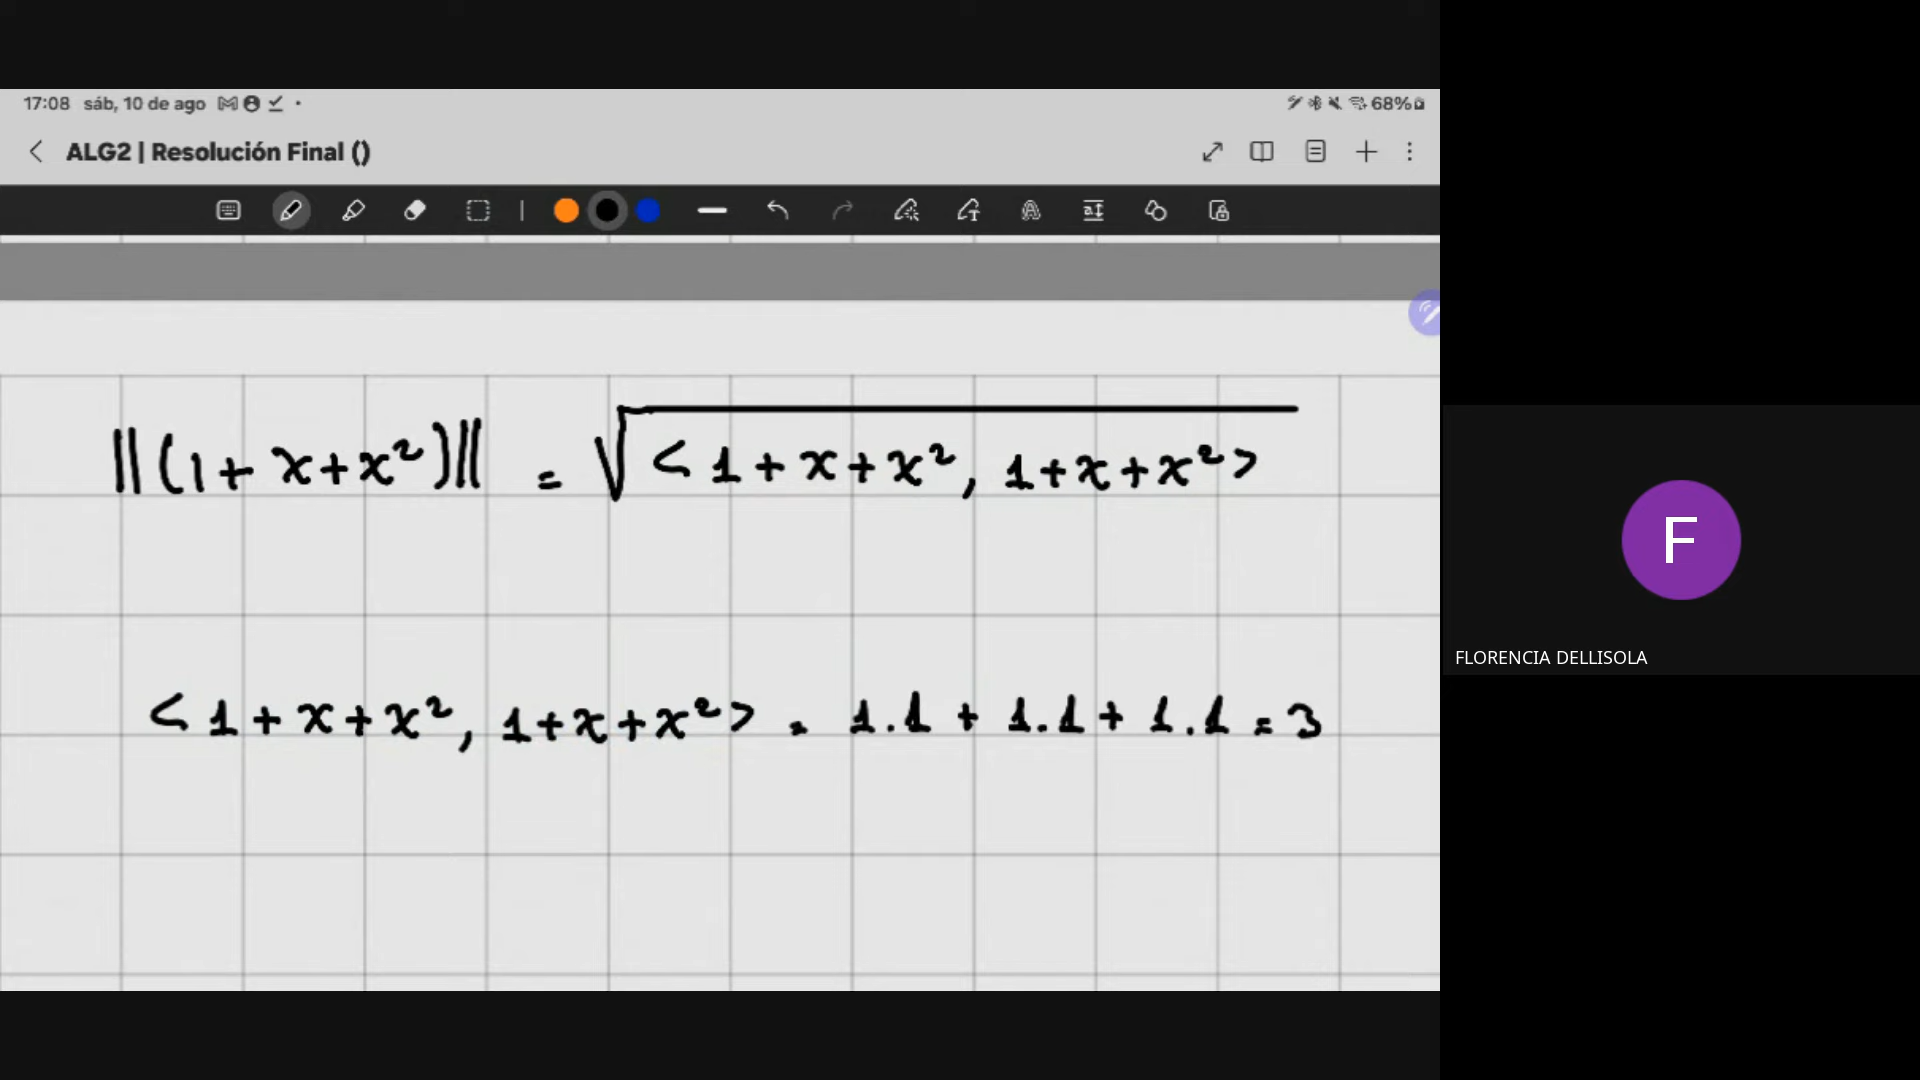 17:08 sáb, 10 de ago
68%
ALG2 | Resolución Final ()
||(1+ x+x²)|| = √< 1 + x + x², 1+x+x²>
< 1 + x + x², 1+x+x²> = 1.1 + 1.1 + 1.1 = 3
F
FLORENCIA DELLISOLA